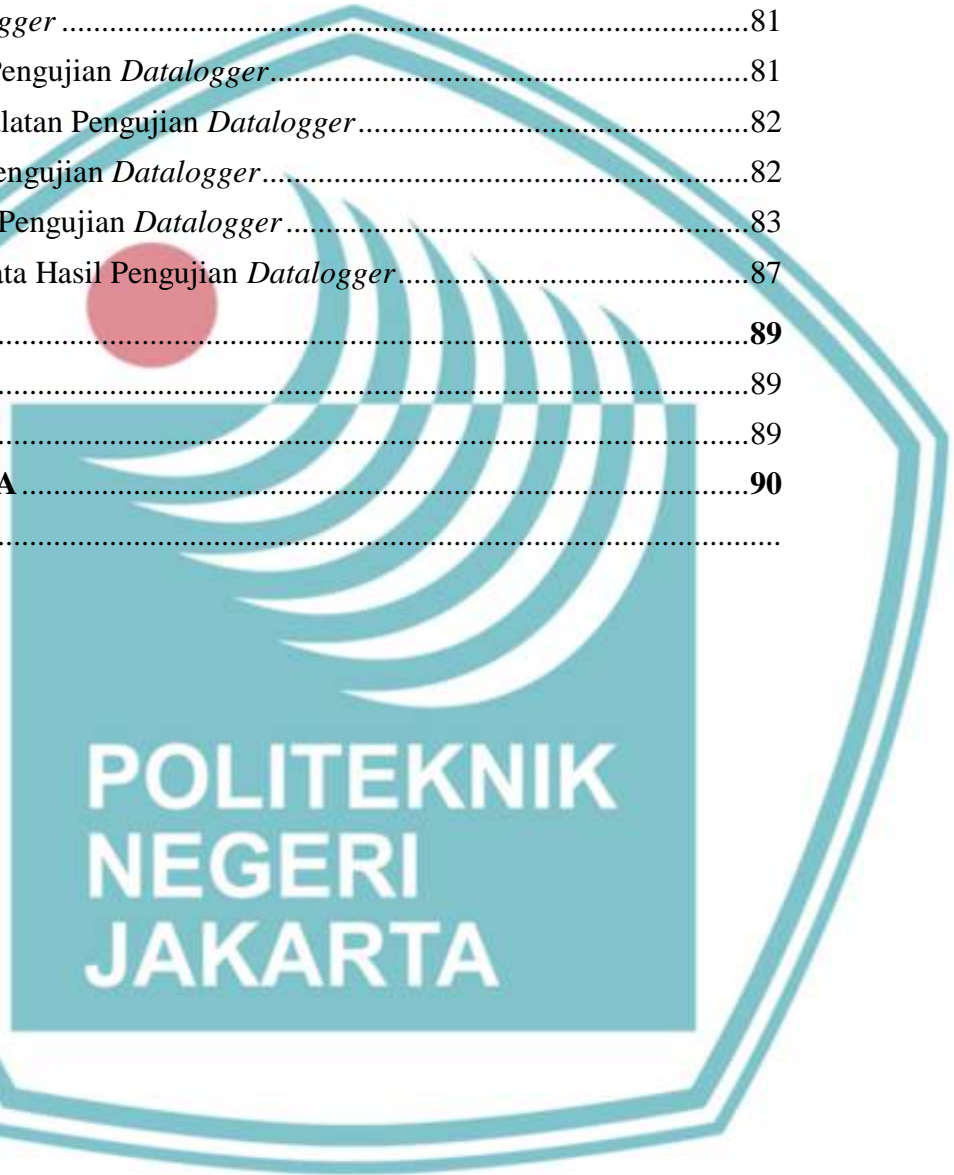 gger ........ 81
Pengujian Datalogger ........ 81
latan Pengujian Datalogger ........ 82
engujian Datalogger ........ 82
Pengujian Datalogger ........ 83
ata Hasil Pengujian Datalogger ........ 87
........ 89
........ 89
........ 89
A ........ 90
........
POLITEKNIK
NEGERI
JAKARTA